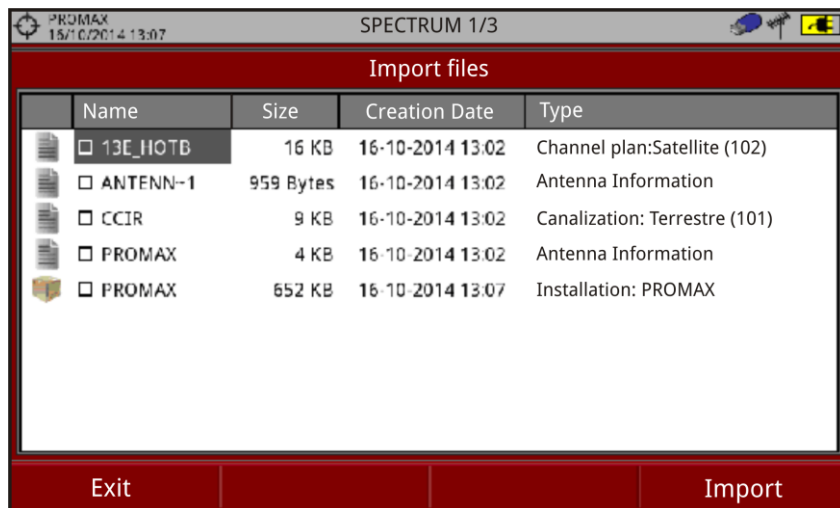 PROMAX
16/10/2014 13:07
SPECTRUM 1/3
Import files
Name Size Creation Date Type
13E_HOTB 16 KB 16-10-2014 13:02 Channel plan:Satellite (102)
ANTENN~1 959 Bytes 16-10-2014 13:02 Antenna Information
CCIR 9 KB 16-10-2014 13:02 Canalization: Terrestre (101)
PROMAX 4 KB 16-10-2014 13:02 Antenna Information
PROMAX 652 KB 16-10-2014 13:07 Installation: PROMAX
Exit Import